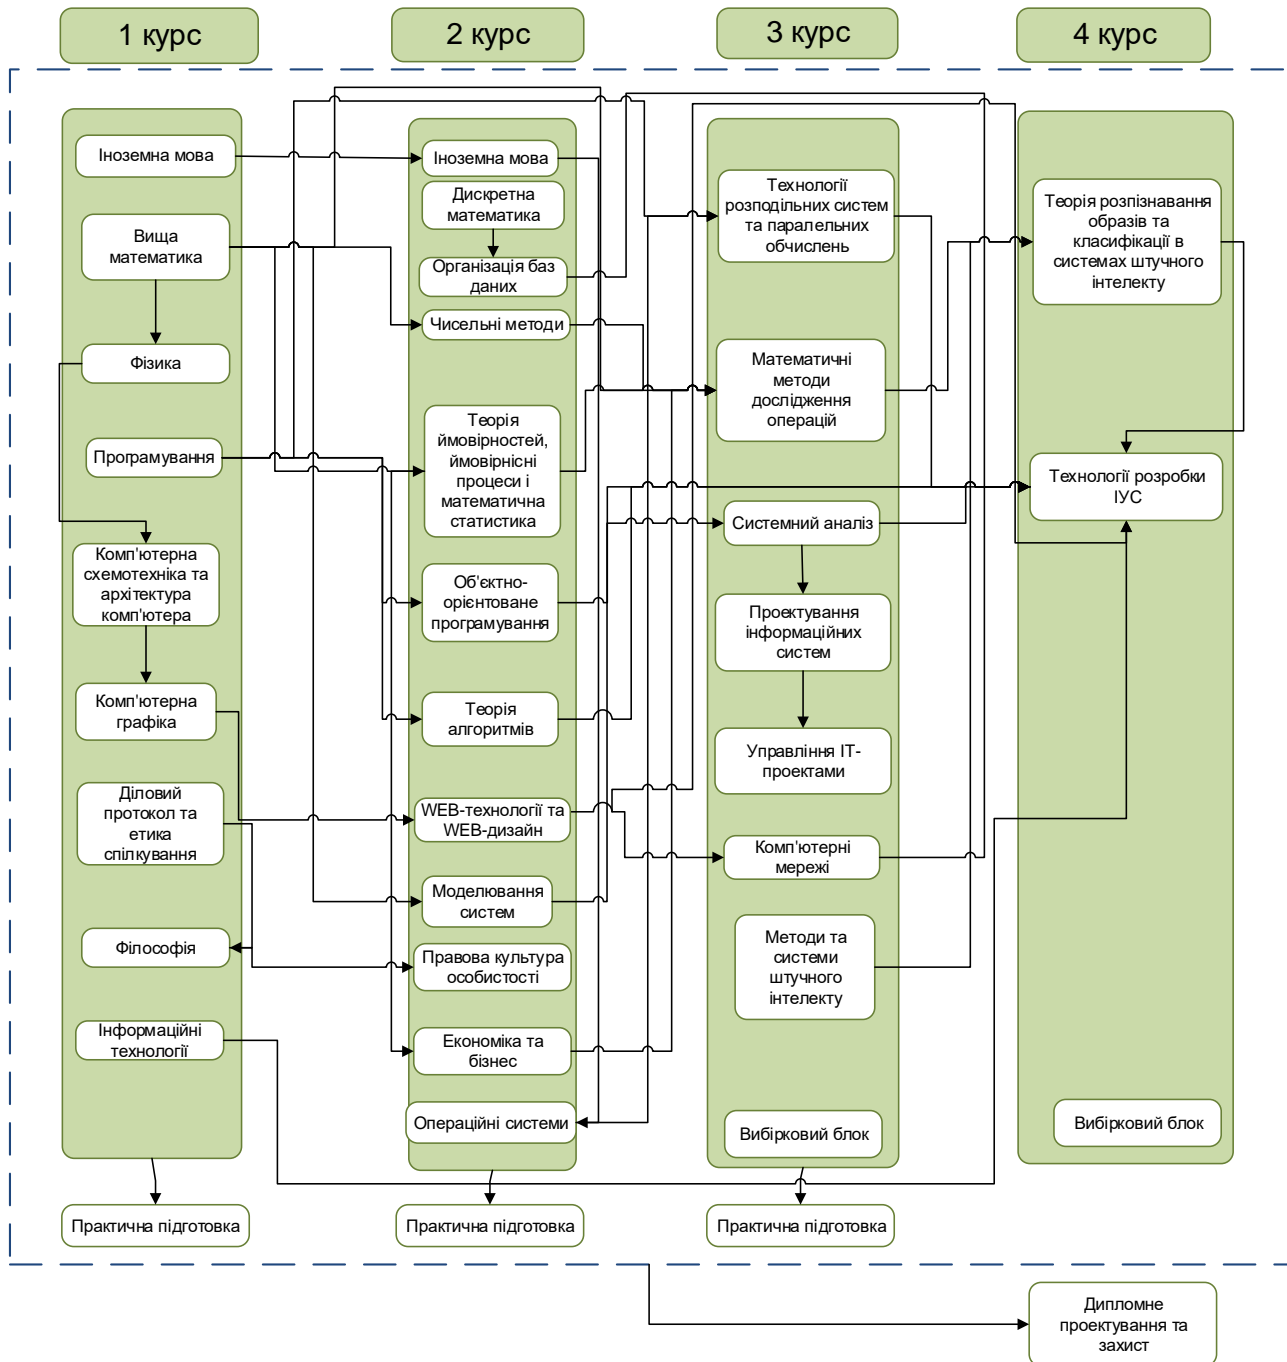 1 курс
2 курс
3 курс
4 курс
Іноземна мова
Вища
математика
Фізика
Програмування
Комп'ютерна
схемотехніка та
архітектура
комп'ютера
Комп'ютерна
графіка
Діловий
протокол та
етика
спілкування
Філософія
Інформаційні
технології
Практична підготовка
Іноземна мова
Дискретна
математика
Організація баз
даних
Чисельні методи
Теорія
ймовірностей,
ймовірнісні
процеси і
математична
статистика
Об'єктно-
орієнтоване
програмування
Теорія
алгоритмів
WEB-технології та
WEB-дизайн
Моделювання
систем
Правова культура
особистості
Економіка та
бізнес
Операційні системи
Практична підготовка
Технології
розподільних систем
та паралельних
обчислень
Математичні
методи
дослідження
операцій
Системний аналіз
Проектування
інформаційних
систем
Управління ІТ-
проектами
Комп'ютерні
мережі
Методи та
системи
штучного
інтелекту
Вибірковий блок
Практична підготовка
Теорія розпізнавання
образів та
класифікації в
системах штучного
інтелекту
Технології розробки
ІУС
Вибірковий блок
Дипломне
проектування та
захист